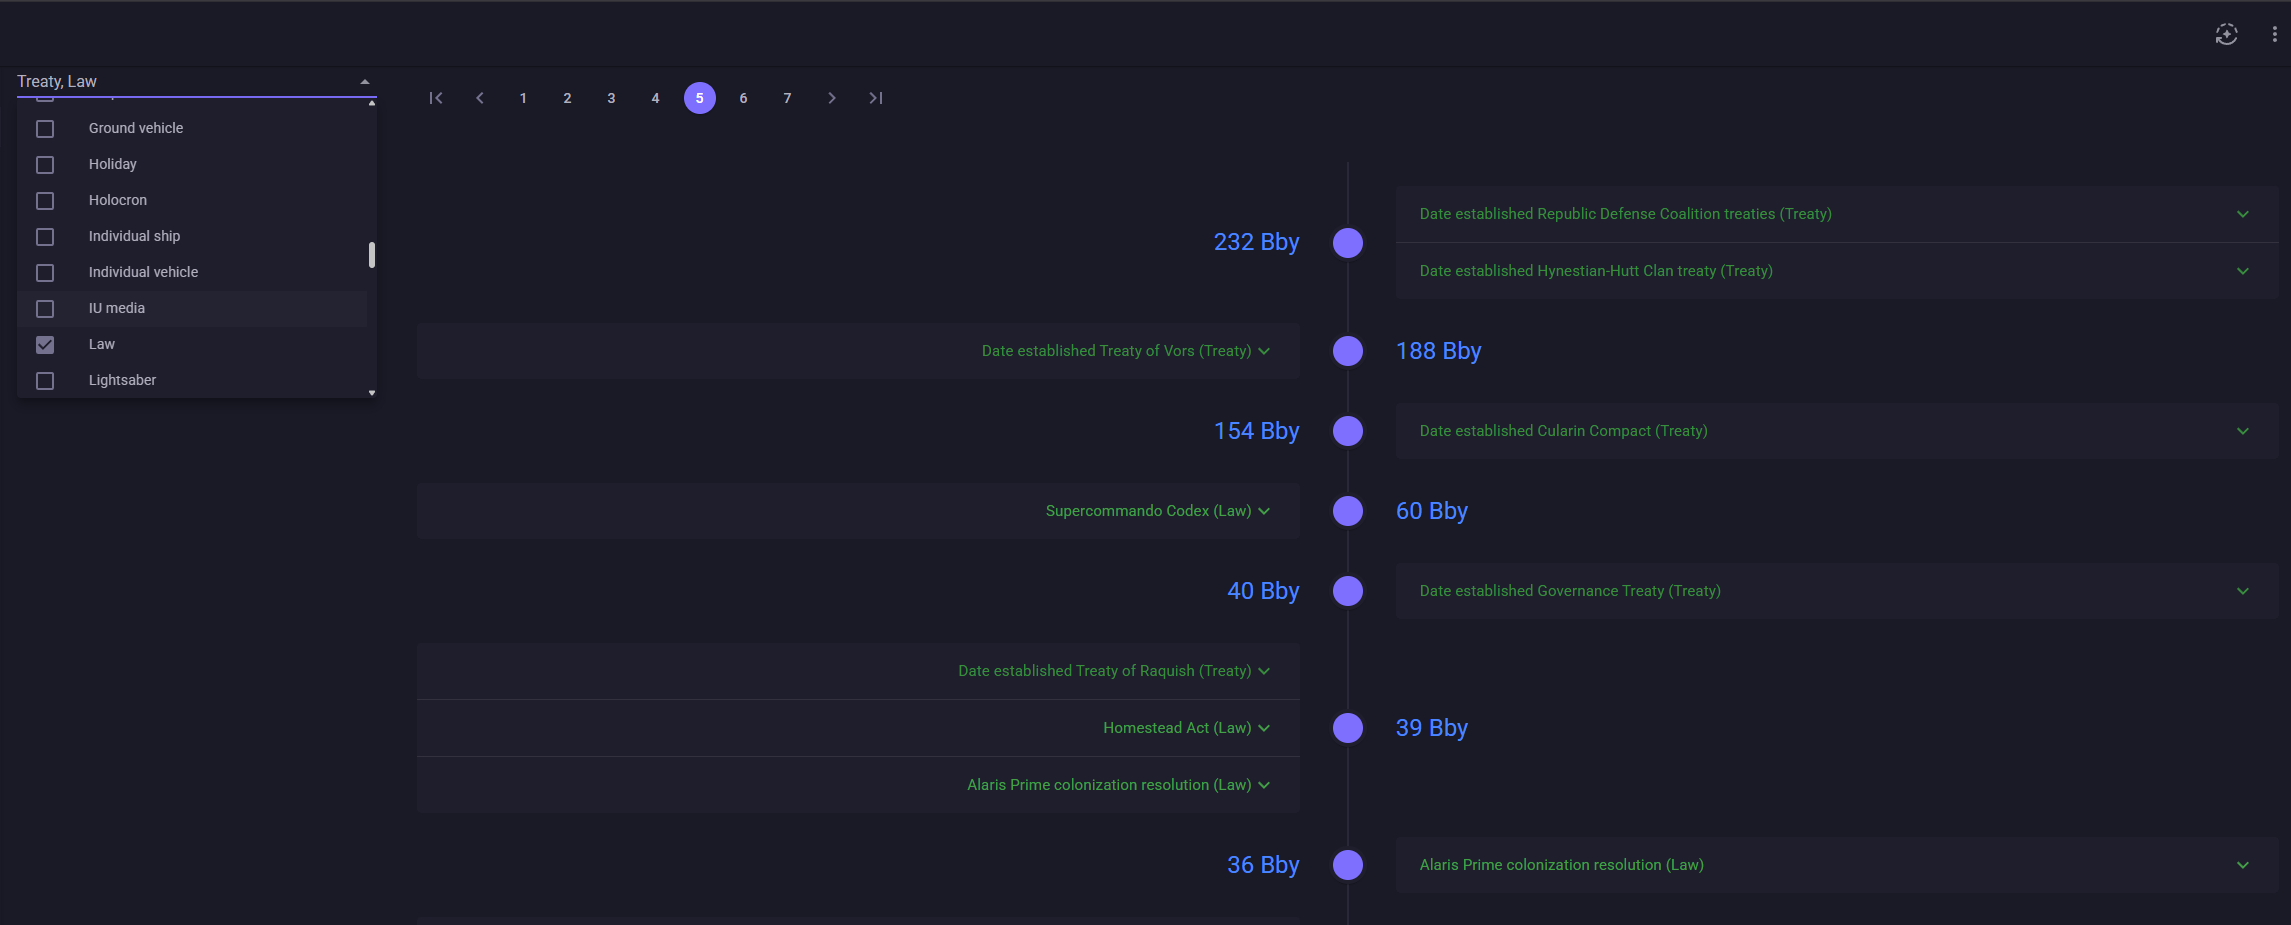 Treaty, Law
Ground vehicle
Holiday
Holocron
Individual ship
Individual vehicle
IU media
Law
Lightsaber
1 2 3 4 5 6 7
232 Bby
Date established Republic Defense Coalition treaties (Treaty)
Date established Hynestian-Hutt Clan treaty (Treaty)
Date established Treaty of Vors (Treaty)
188 Bby
154 Bby
Date established Cularin Compact (Treaty)
Supercommando Codex (Law)
60 Bby
40 Bby
Date established Governance Treaty (Treaty)
Date established Treaty of Raquish (Treaty)
Homestead Act (Law)
Alaris Prime colonization resolution (Law)
39 Bby
36 Bby
Alaris Prime colonization resolution (Law)